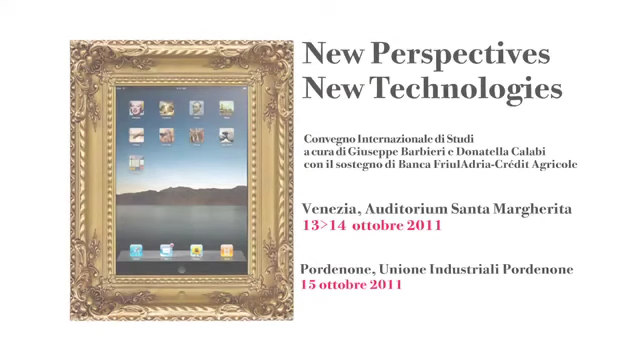 New Perspectives
New Technologies
Convegno Internazionale di Studi
a cura di Giuseppe Barbieri e Donatella Calabi
con il sostegno di Banca FriulAdria-Crédit Agricole
Venezia, Auditorium Santa Margherita
13>14 ottobre 2011
Pordenone, Unione Industriali Pordenone
15 ottobre 2011